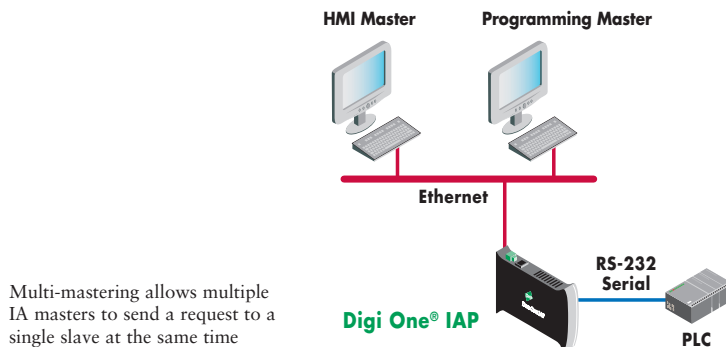 HMI Master
Programming Master
Ethernet
RS-232
Serial
Digi One® IAP
PLC
Multi-mastering allows multiple
IA masters to send a request to a
single slave at the same time